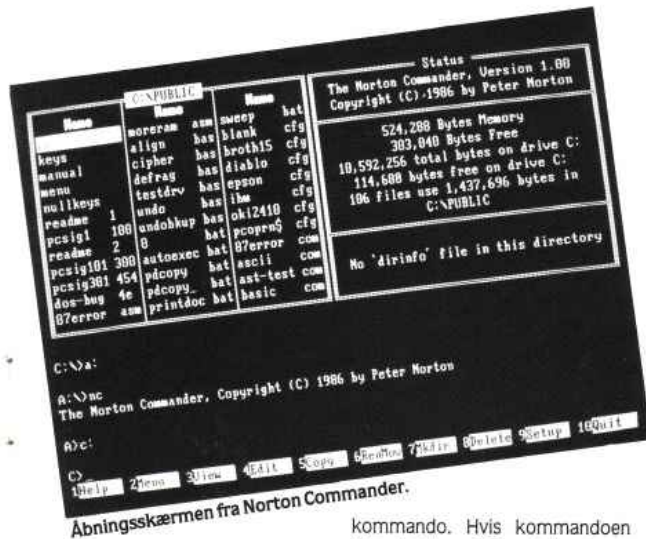 C:\PUBLIC
Name Name Name
moreram asm sweep bat
keys align bas blank cfg
manual cipher bas broth15 cfg
menu defrag bas diablo cfg
nullkeys testdrv bas epson cfg
readme 1 undo bas ibm cfg
pcsig1 100 undobkup bas oki2410 cfg
readme 2 0 bat pcoprn$ cfg
pcsig101 300 autoexec bat 87error com
pcsig301 454 pdcopy bat ascii com
dos-bug 4e pdcopy_ bat ast-test com
87error asm printdoc bat basic com
Status
The Norton Commander, Version 1.00
Copyright (C) 1986 by Peter Norton
524,288 Bytes Memory
303,040 Bytes Free
10,592,256 total bytes on drive C:
114,688 bytes free on drive C:
106 files use 1,437,696 bytes in
C:\PUBLIC
No 'dirinfo' file in this directory
C:\>a:
A:\>nc
The Norton Commander, Copyright (C) 1986 by Peter Norton
A>c:
C>_
1Help 2Menu 3View 4Edit 5Copy 6RenMov 7Mkdir 8Delete 9Setup 10Quit
Åbningsskærmen fra Norton Commander.
kommando. Hvis kommandoen